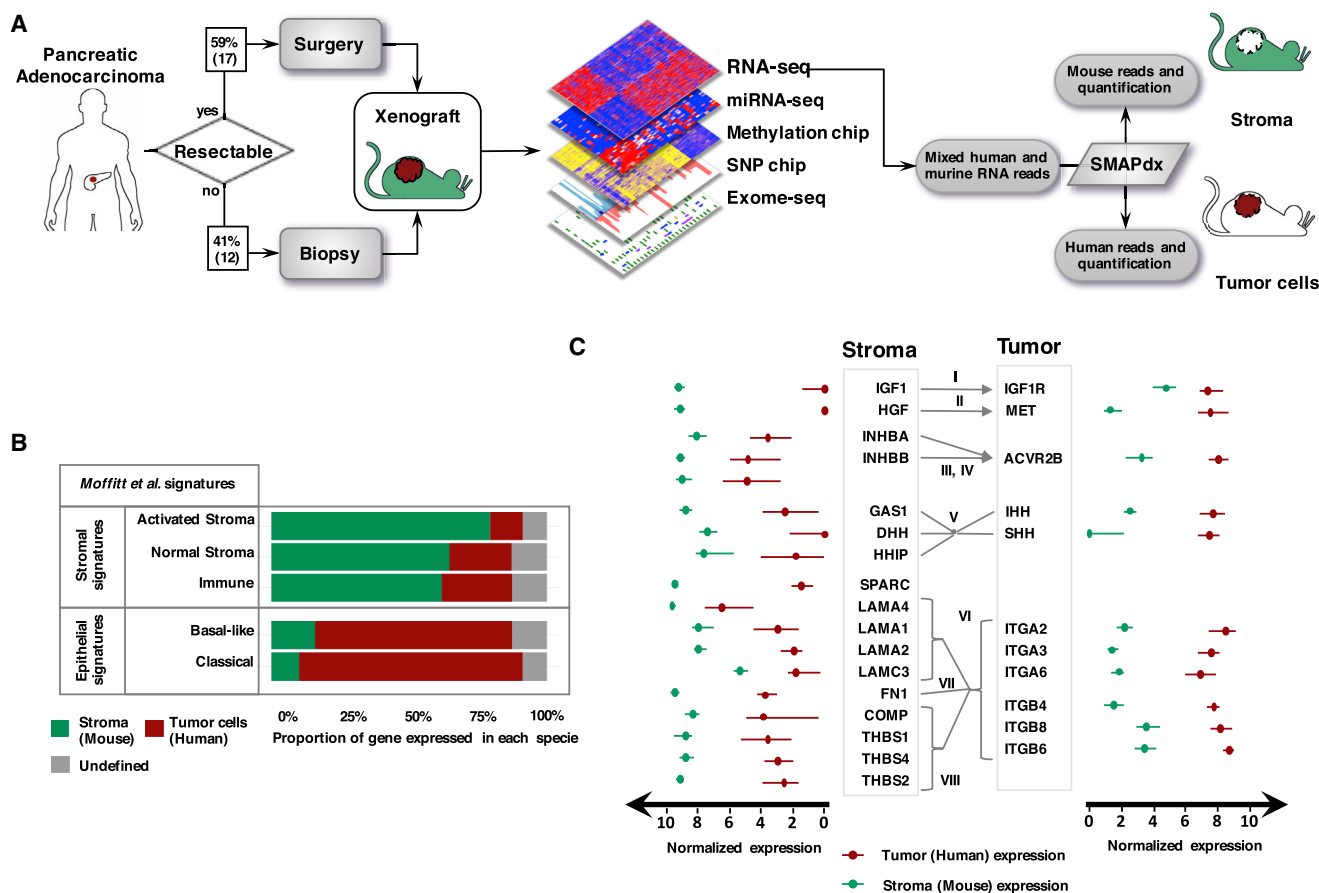 A
Pancreatic
Adenocarcinoma
59%
(17)
yes
Resectable
no
41%
(12)
Surgery
Biopsy
Xenograft
RNA-seq
miRNA-seq
Methylation chip
SNP chip
Exome-seq
Mixed human and
murine RNA reads
Mouse reads and
quantification
SMAPdx
Human reads and
quantification
Stroma
Tumor cells
B
Moffitt et al. signatures
Stromal
signatures
Activated Stroma
Normal Stroma
Immune
Epithelial
signatures
Basal-like
Classical
0% 25% 50% 75% 100%
Proportion of gene expressed in each specie
Stroma
(Mouse)
Tumor cells
(Human)
Undefined
C
Stroma
Tumor
IGF1 I IGF1R
HGF II MET
INHBA
INHBB III, IV ACVR2B
GAS1 V IHH
DHH SHH
HHIP
SPARC
LAMA4
VI
LAMA1 ITGA2
LAMA2 ITGA3
LAMC3 ITGA6
VII
FN1
ITGB4
COMP
ITGB8
THBS1
ITGB6
THBS4
THBS2 VIII
10 8 6 4 2 0
Normalized expression
0 2 4 6 8 10
Normalized expression
Tumor (Human) expression
Stroma (Mouse) expression